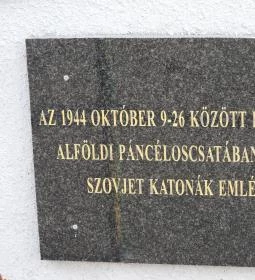 AZ 1944 OKTÓBER 9-26 KÖZÖTT
ALFÖLDI PÁNCÉLOSCSATÁBAN
SZOVJET KATONÁK EMLÉ